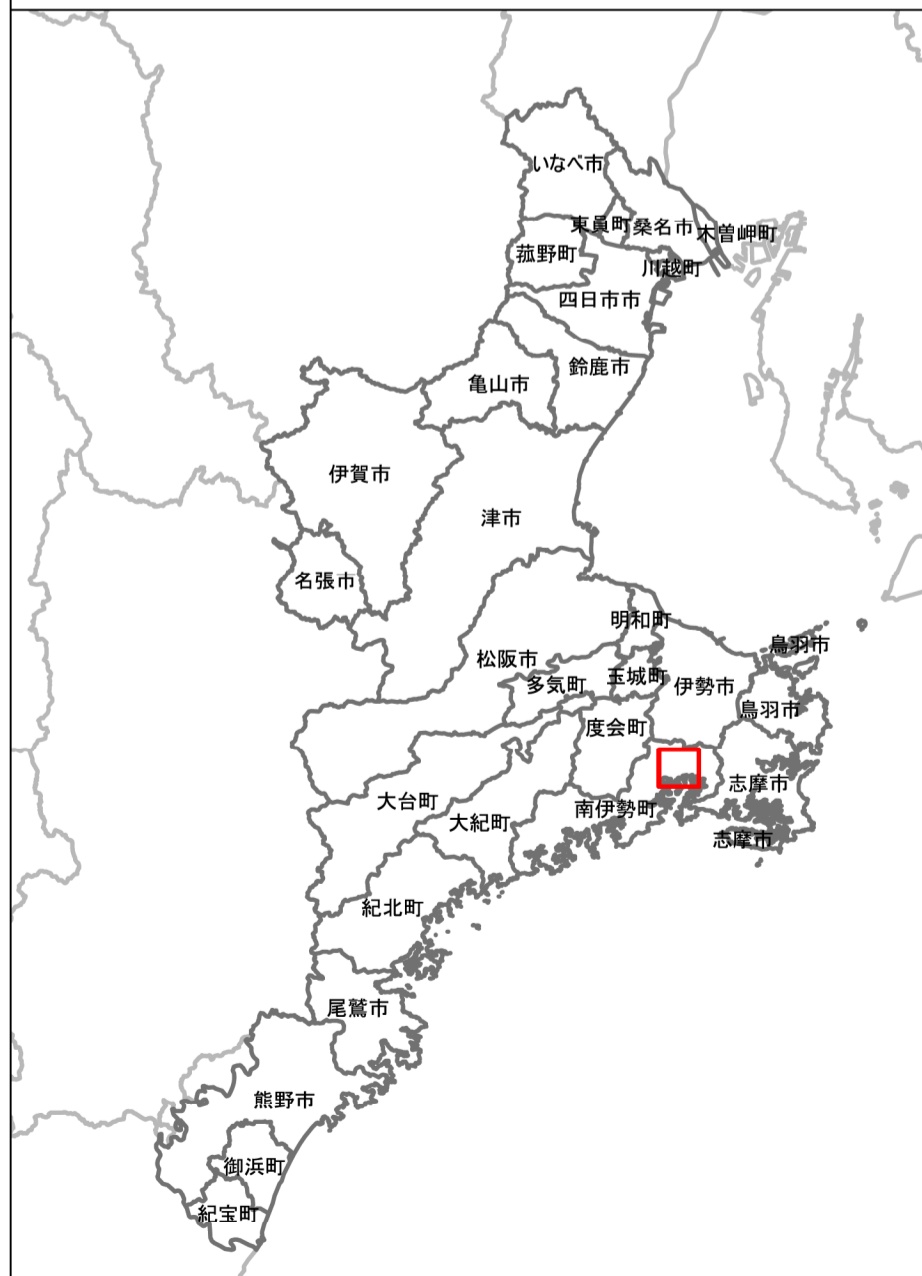 いなべ市
東員町
桑名市
木曽岬町
菰野町
川越町
四日市市
鈴鹿市
亀山市
伊賀市
津市
名張市
明和町
鳥羽市
松阪市
玉城町
多気町
伊勢市
鳥羽市
度会町
志摩市
大台町
南伊勢町
大紀町
志摩市
紀北町
尾鷲市
熊野市
御浜町
紀宝町